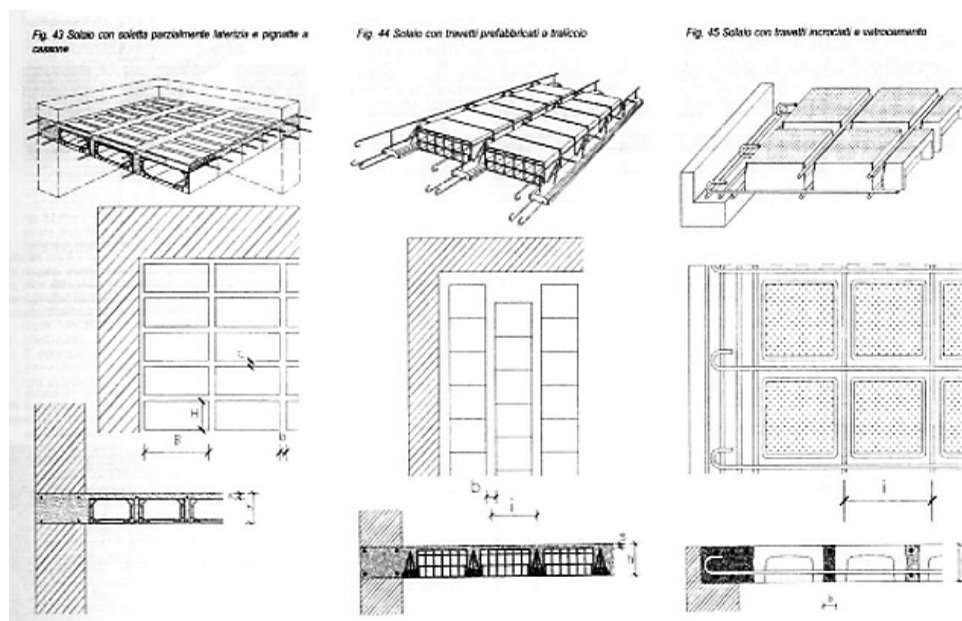 Fig. 43 Solaio con soletta parzialmente laterizia e pignatte a
cassone
Fig. 44 Solaio con travetti prefabbricati a traliccio
Fig. 45 Solaio con travetti incrociati e vetrocemento
C
H
B
b
b
i
i
b